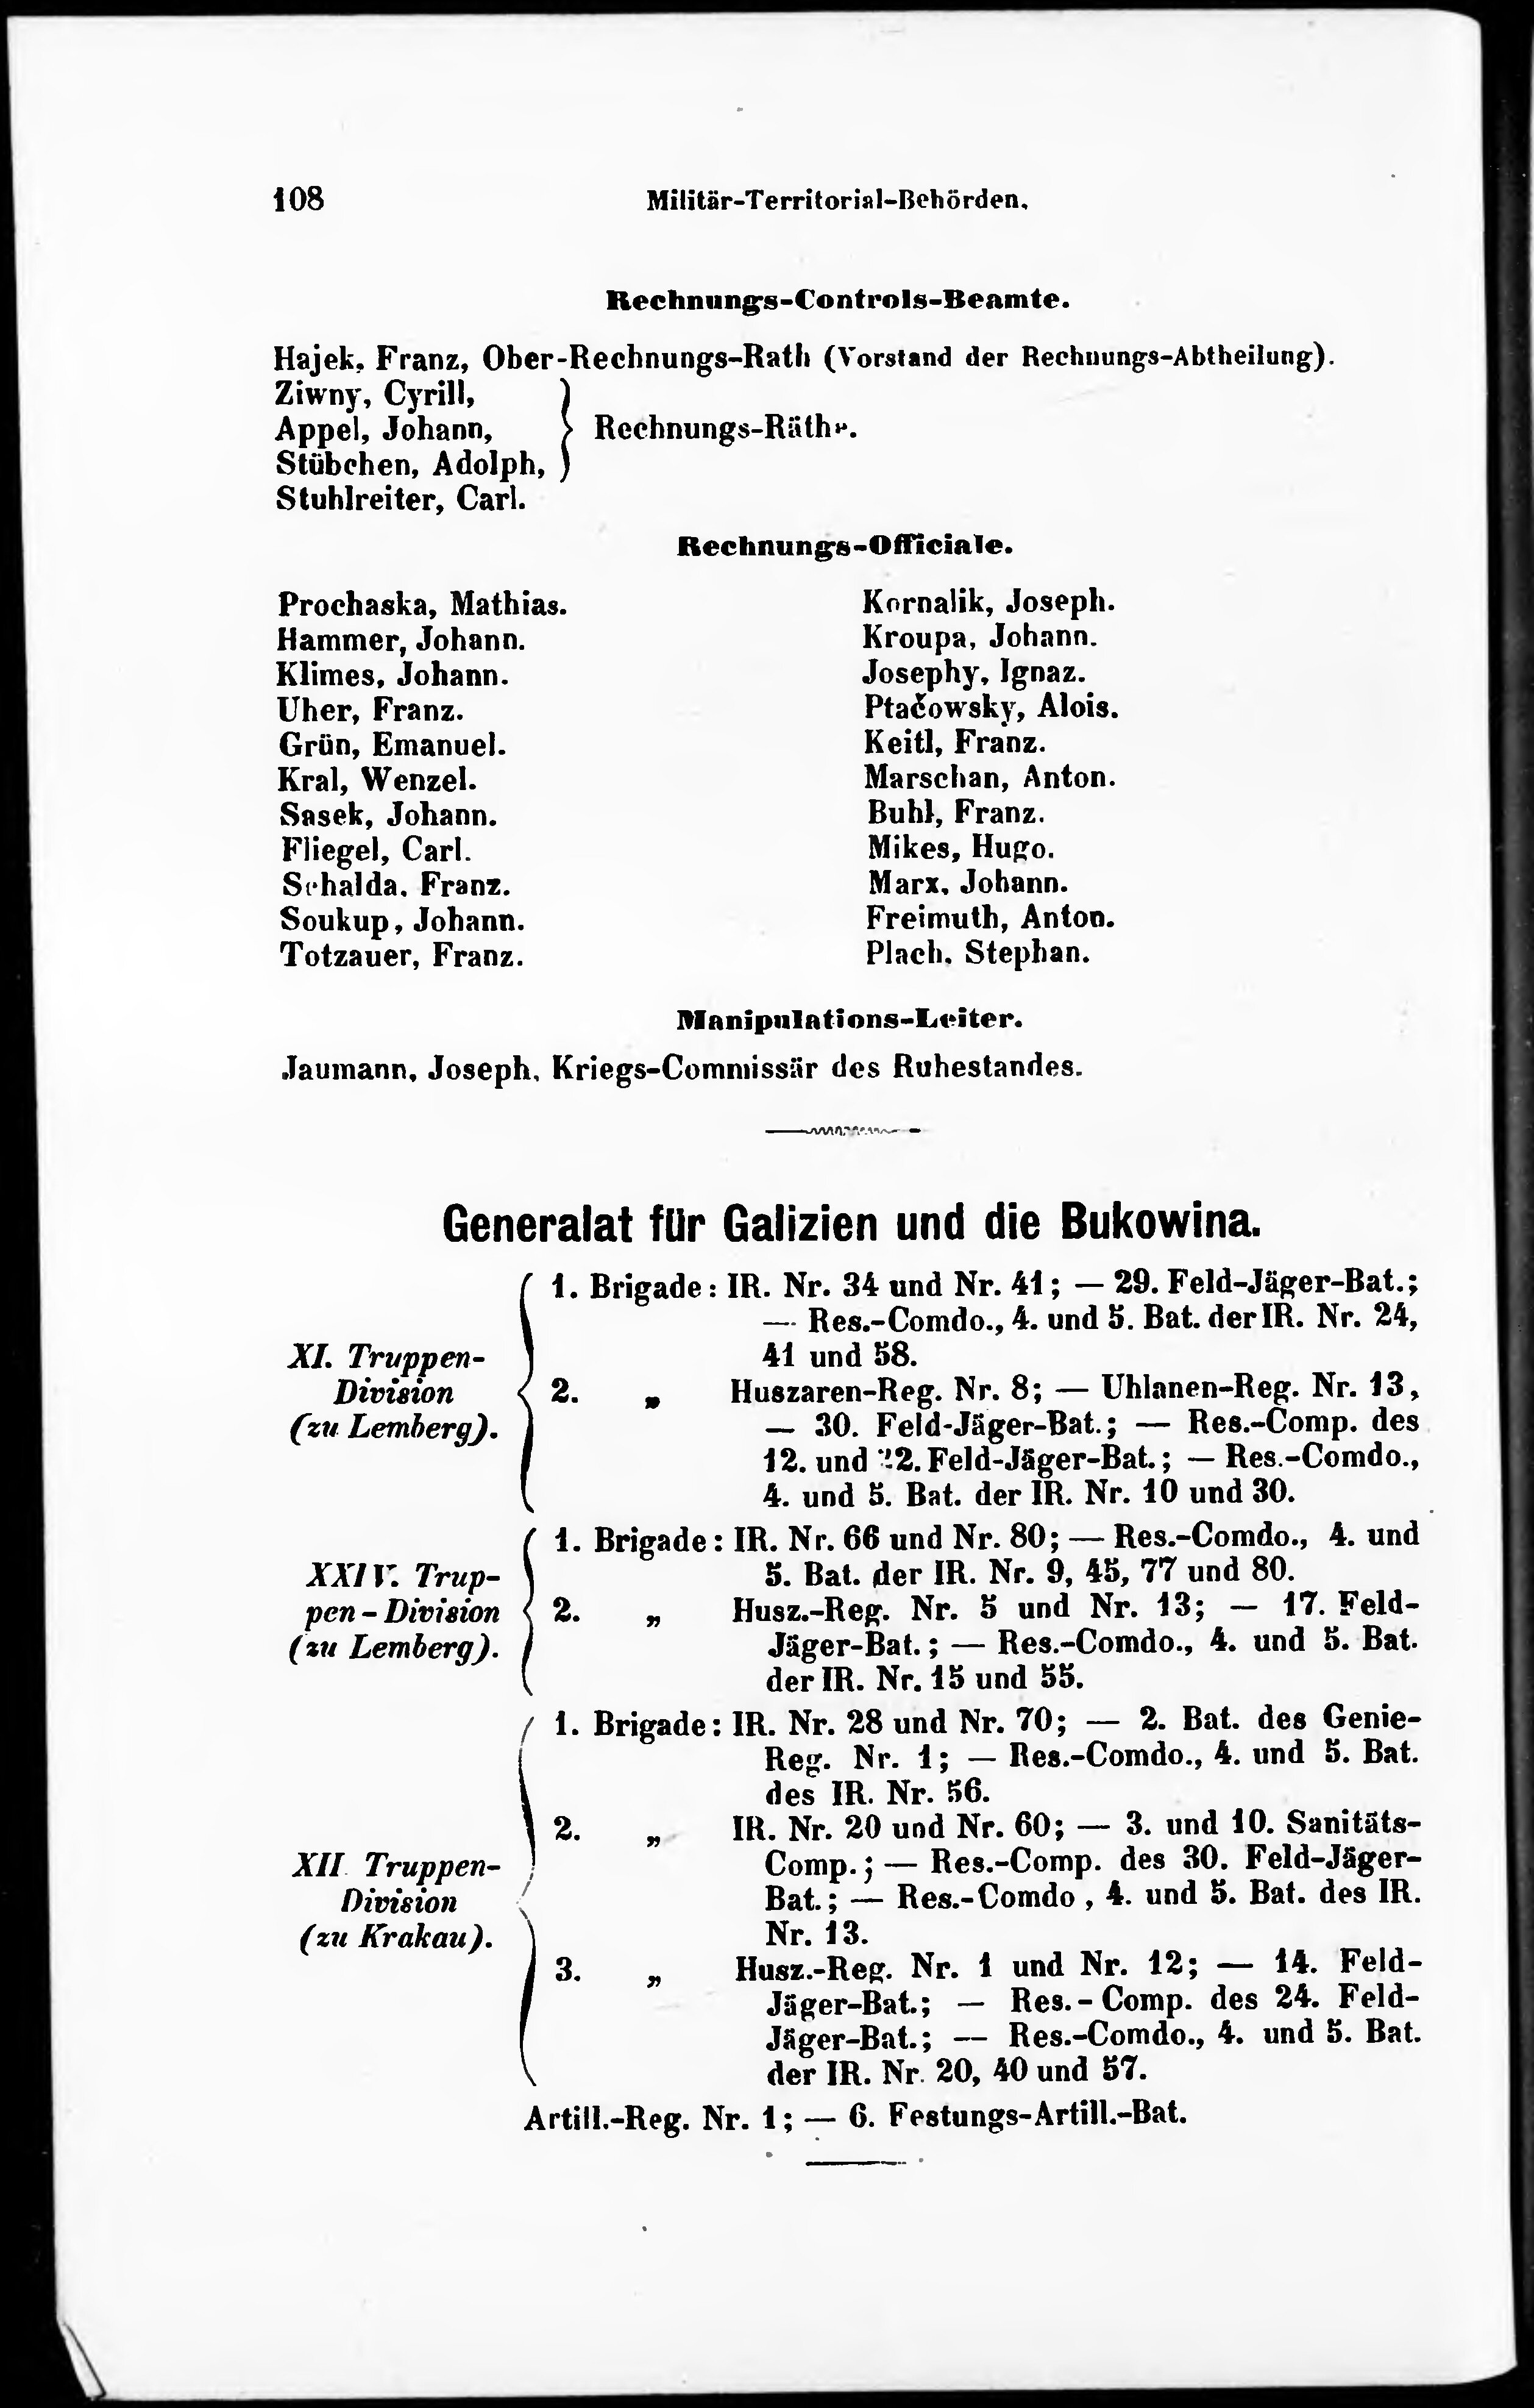 108 Militär-Territorial-Behörden.
Rechnungs-Controls-Beamte.
Hajek, Franz, Ober-Rechnungs-Rath (Vorstand der Rechnungs-Abtheilung).
Ziwny, Cyrill,
Appel, Johann, Rechnungs-Räthe.
Stübchen, Adolph,
Stuhlreiter, Carl.
Rechnungs-Officiale.
Prochaska, Mathias.
Hammer, Johann.
Klimes, Johann.
Uher, Franz.
Grün, Emanuel.
Kral, Wenzel.
Sasek, Johann.
Fliegel, Carl.
Schalda, Franz.
Soukup, Johann.
Totzauer, Franz.
Kornalik, Joseph.
Kroupa, Johann.
Josephy, Ignaz.
Ptačowsky, Alois.
Keitl, Franz.
Marschan, Anton.
Buhl, Franz.
Mikes, Hugo.
Marx, Johann.
Freimuth, Anton.
Plach, Stephan.
Manipulations-Leiter.
Jaumann, Joseph, Kriegs-Commissär des Ruhestandes.
Generalat für Galizien und die Bukowina.
XI. Truppen-
Division
(zu Lemberg).
1. Brigade: IR. Nr. 34 und Nr. 41; — 29. Feld-Jäger-Bat.;
— Res.-Comdo., 4. und 5. Bat. der IR. Nr. 24,
41 und 58.
2. „ Huszaren-Reg. Nr. 8; — Uhlanen-Reg. Nr. 13,
— 30. Feld-Jäger-Bat.; — Res.-Comp. des
12. und 22. Feld-Jäger-Bat.; — Res.-Comdo.,
4. und 5. Bat. der IR. Nr. 10 und 30.
XXIV. Trup-
pen-Division
(zu Lemberg).
1. Brigade: IR. Nr. 66 und Nr. 80; — Res.-Comdo., 4. und
5. Bat. der IR. Nr. 9, 45, 77 und 80.
2. „ Husz.-Reg. Nr. 5 und Nr. 13; — 17. Feld-
Jäger-Bat.; — Res.-Comdo., 4. und 5. Bat.
der IR. Nr. 15 und 55.
XII. Truppen-
Division
(zu Krakau).
1. Brigade: IR. Nr. 28 und Nr. 70; — 2. Bat. des Genie-
Reg. Nr. 1; — Res.-Comdo., 4. und 5. Bat.
des IR. Nr. 56.
2. „ IR. Nr. 20 und Nr. 60; — 3. und 10. Sanitäts-
Comp.; — Res.-Comp. des 30. Feld-Jäger-
Bat.; — Res.-Comdo, 4. und 5. Bat. des IR.
Nr. 13.
3. „ Husz.-Reg. Nr. 1 und Nr. 12; — 14. Feld-
Jäger-Bat.; — Res.-Comp. des 24. Feld-
Jäger-Bat.; — Res.-Comdo., 4. und 5. Bat.
der IR. Nr. 20, 40 und 57.
Artill.-Reg. Nr. 1; — 6. Festungs-Artill.-Bat.